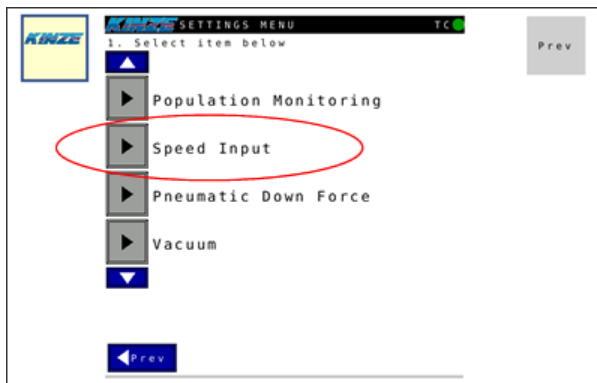 KINZE
KINZE SETTINGS MENU TC
1. Select item below
Prev
Population Monitoring
Speed Input
Pneumatic Down Force
Vacuum
Prev